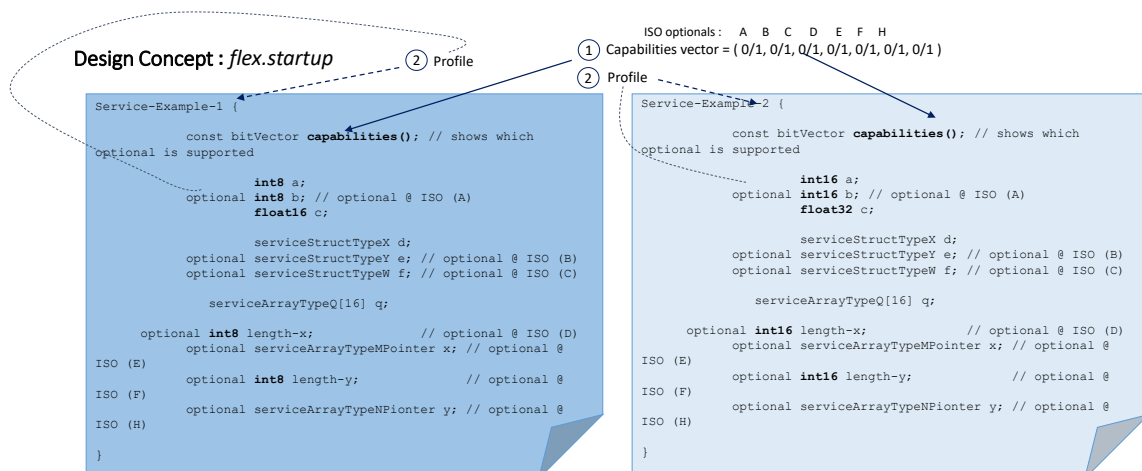 ISO optionals : A B C D E F H
Design Concept : flex.startup
2 Profile
1 Capabilities vector = ( 0/1, 0/1, 0/1, 0/1, 0/1, 0/1, 0/1 )
2 Profile
Service-Example-1 {
const bitVector capabilities(); // shows which
optional is supported
int8 a;
optional int8 b; // optional @ ISO (A)
float16 c;
serviceStructTypeX d;
optional serviceStructTypeY e; // optional @ ISO (B)
optional serviceStructTypeW f; // optional @ ISO (C)
serviceArrayTypeQ[16] q;
optional int8 length-x; // optional @ ISO (D)
optional serviceArrayTypeMPointer x; // optional @
ISO (E)
optional int8 length-y; // optional @
ISO (F)
optional serviceArrayTypeNPionter y; // optional @
ISO (H)
}
Service-Example-2 {
const bitVector capabilities(); // shows which
optional is supported
int16 a;
optional int16 b; // optional @ ISO (A)
float32 c;
serviceStructTypeX d;
optional serviceStructTypeY e; // optional @ ISO (B)
optional serviceStructTypeW f; // optional @ ISO (C)
serviceArrayTypeQ[16] q;
optional int16 length-x; // optional @ ISO (D)
optional serviceArrayTypeMPointer x; // optional @
ISO (E)
optional int16 length-y; // optional @
ISO (F)
optional serviceArrayTypeNPionter y; // optional @
ISO (H)
}